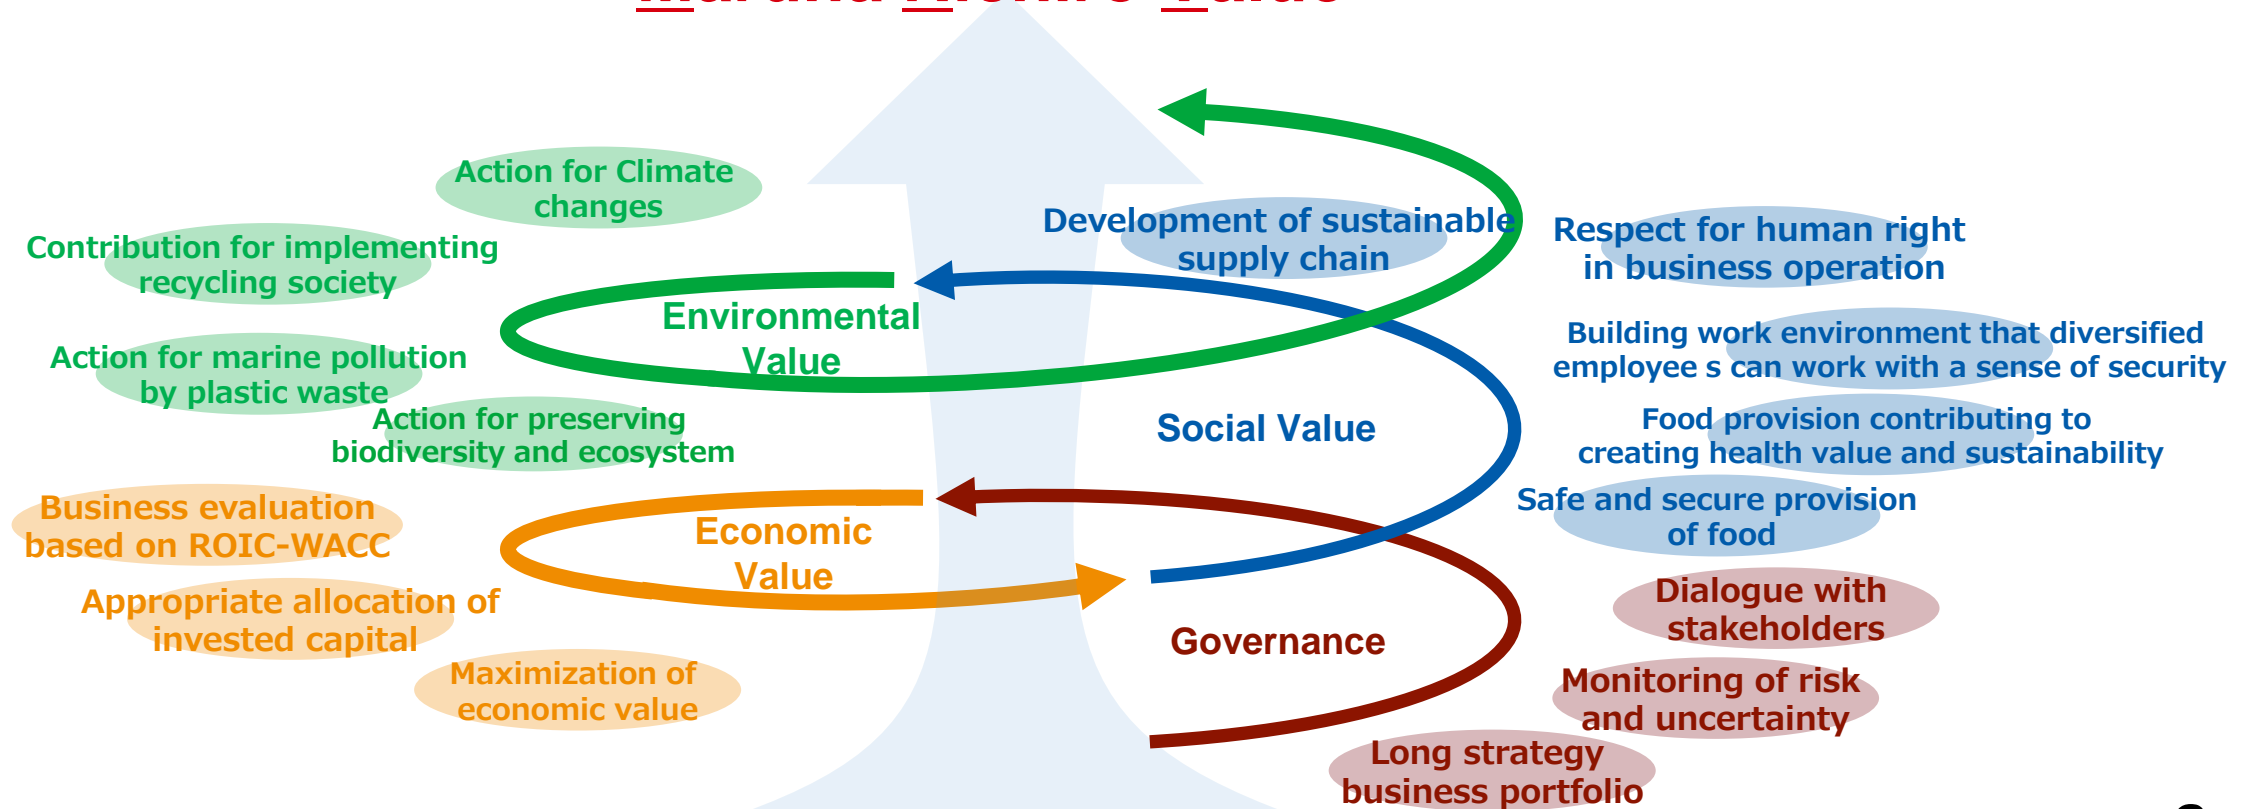 Action for Climate
changes
Contribution for implementing
recycling society
Action for marine pollution
by plastic waste
Action for preserving
biodiversity and ecosystem
Environmental
Value
Development of sustainable
supply chain
Respect for human right
in business operation
Building work environment that diversified
employee s can work with a sense of security
Food provision contributing to
creating health value and sustainability
Safe and secure provision
of food
Social Value
Business evaluation
based on ROIC-WACC
Appropriate allocation of
invested capital
Maximization of
economic value
Economic
Value
Governance
Dialogue with
stakeholders
Monitoring of risk
and uncertainty
Long strategy
business portfolio